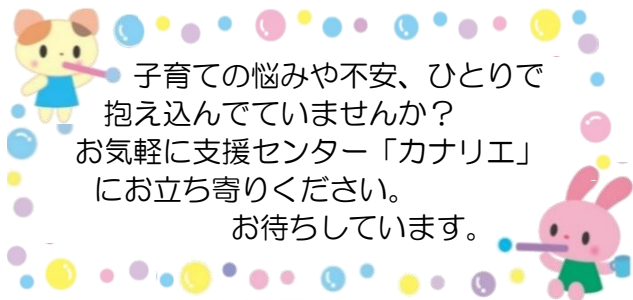 子育ての悩みや不安、ひとりで
抱え込んでていませんか？
お気軽に支援センター「カナリエ」
にお立ち寄りください。
お待ちしています。